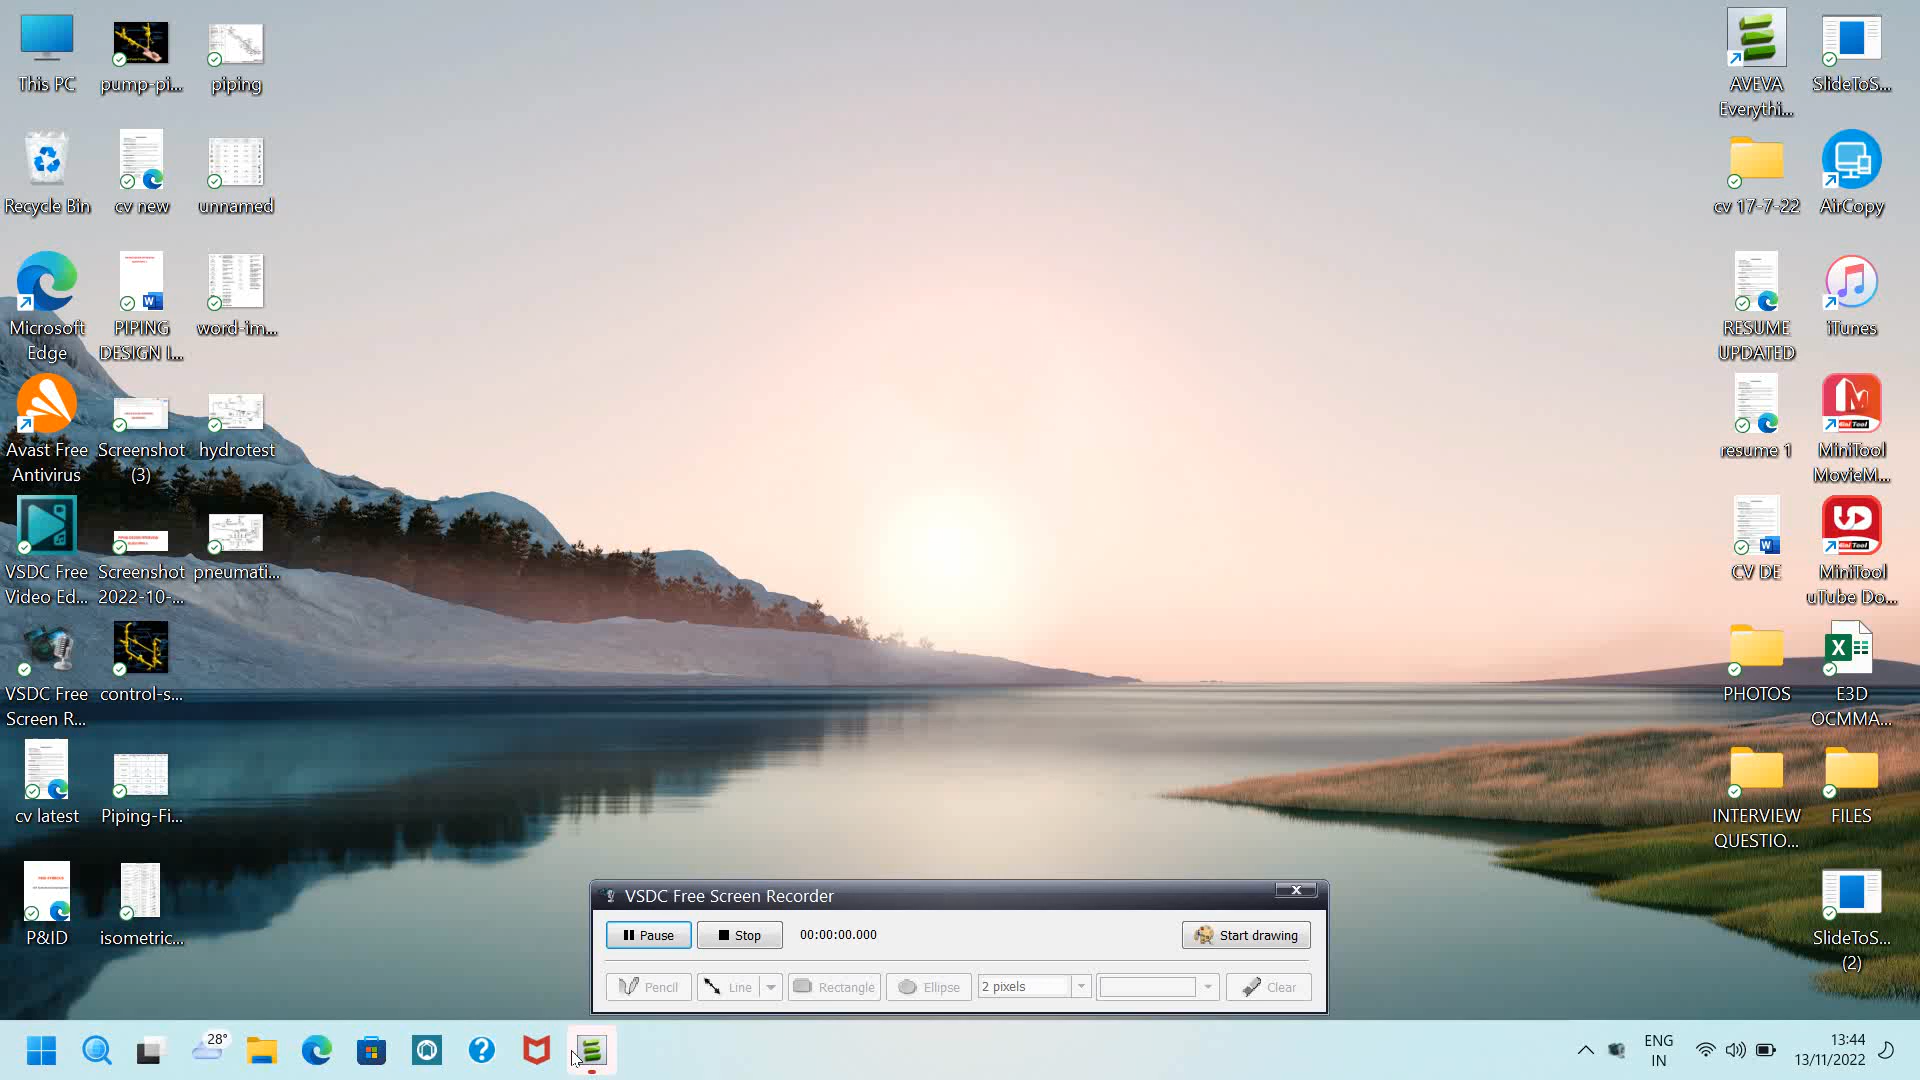 This PC
pump-pi...
piping
Recycle Bin
cv new
unnamed
Microsoft
Edge
PIPING
DESIGN I...
word-im...
Avast Free
Antivirus
Screenshot
(3)
hydrotest
VSDC Free
Video Ed...
Screenshot
2022-10-...
pneumati...
VSDC Free
Screen R...
control-s...
cv latest
Piping-Fi...
P&ID
isometric...
AVEVA
Everythi...
SlideToS...
cv 17-7-22
AirCopy
RESUME
UPDATED
iTunes
resume 1
MiniTool
MovieM...
CV DE
MiniTool
uTube Do...
PHOTOS
E3D
OCMMA...
INTERVIEW
QUESTIO...
FILES
SlideToS...
(2)
VSDC Free Screen Recorder
Pause
Stop
00:00:00.000
Start drawing
Pencil
Line
Rectangle
Ellipse
2 pixels
Clear
28°
ENG
IN
13:44
13/11/2022